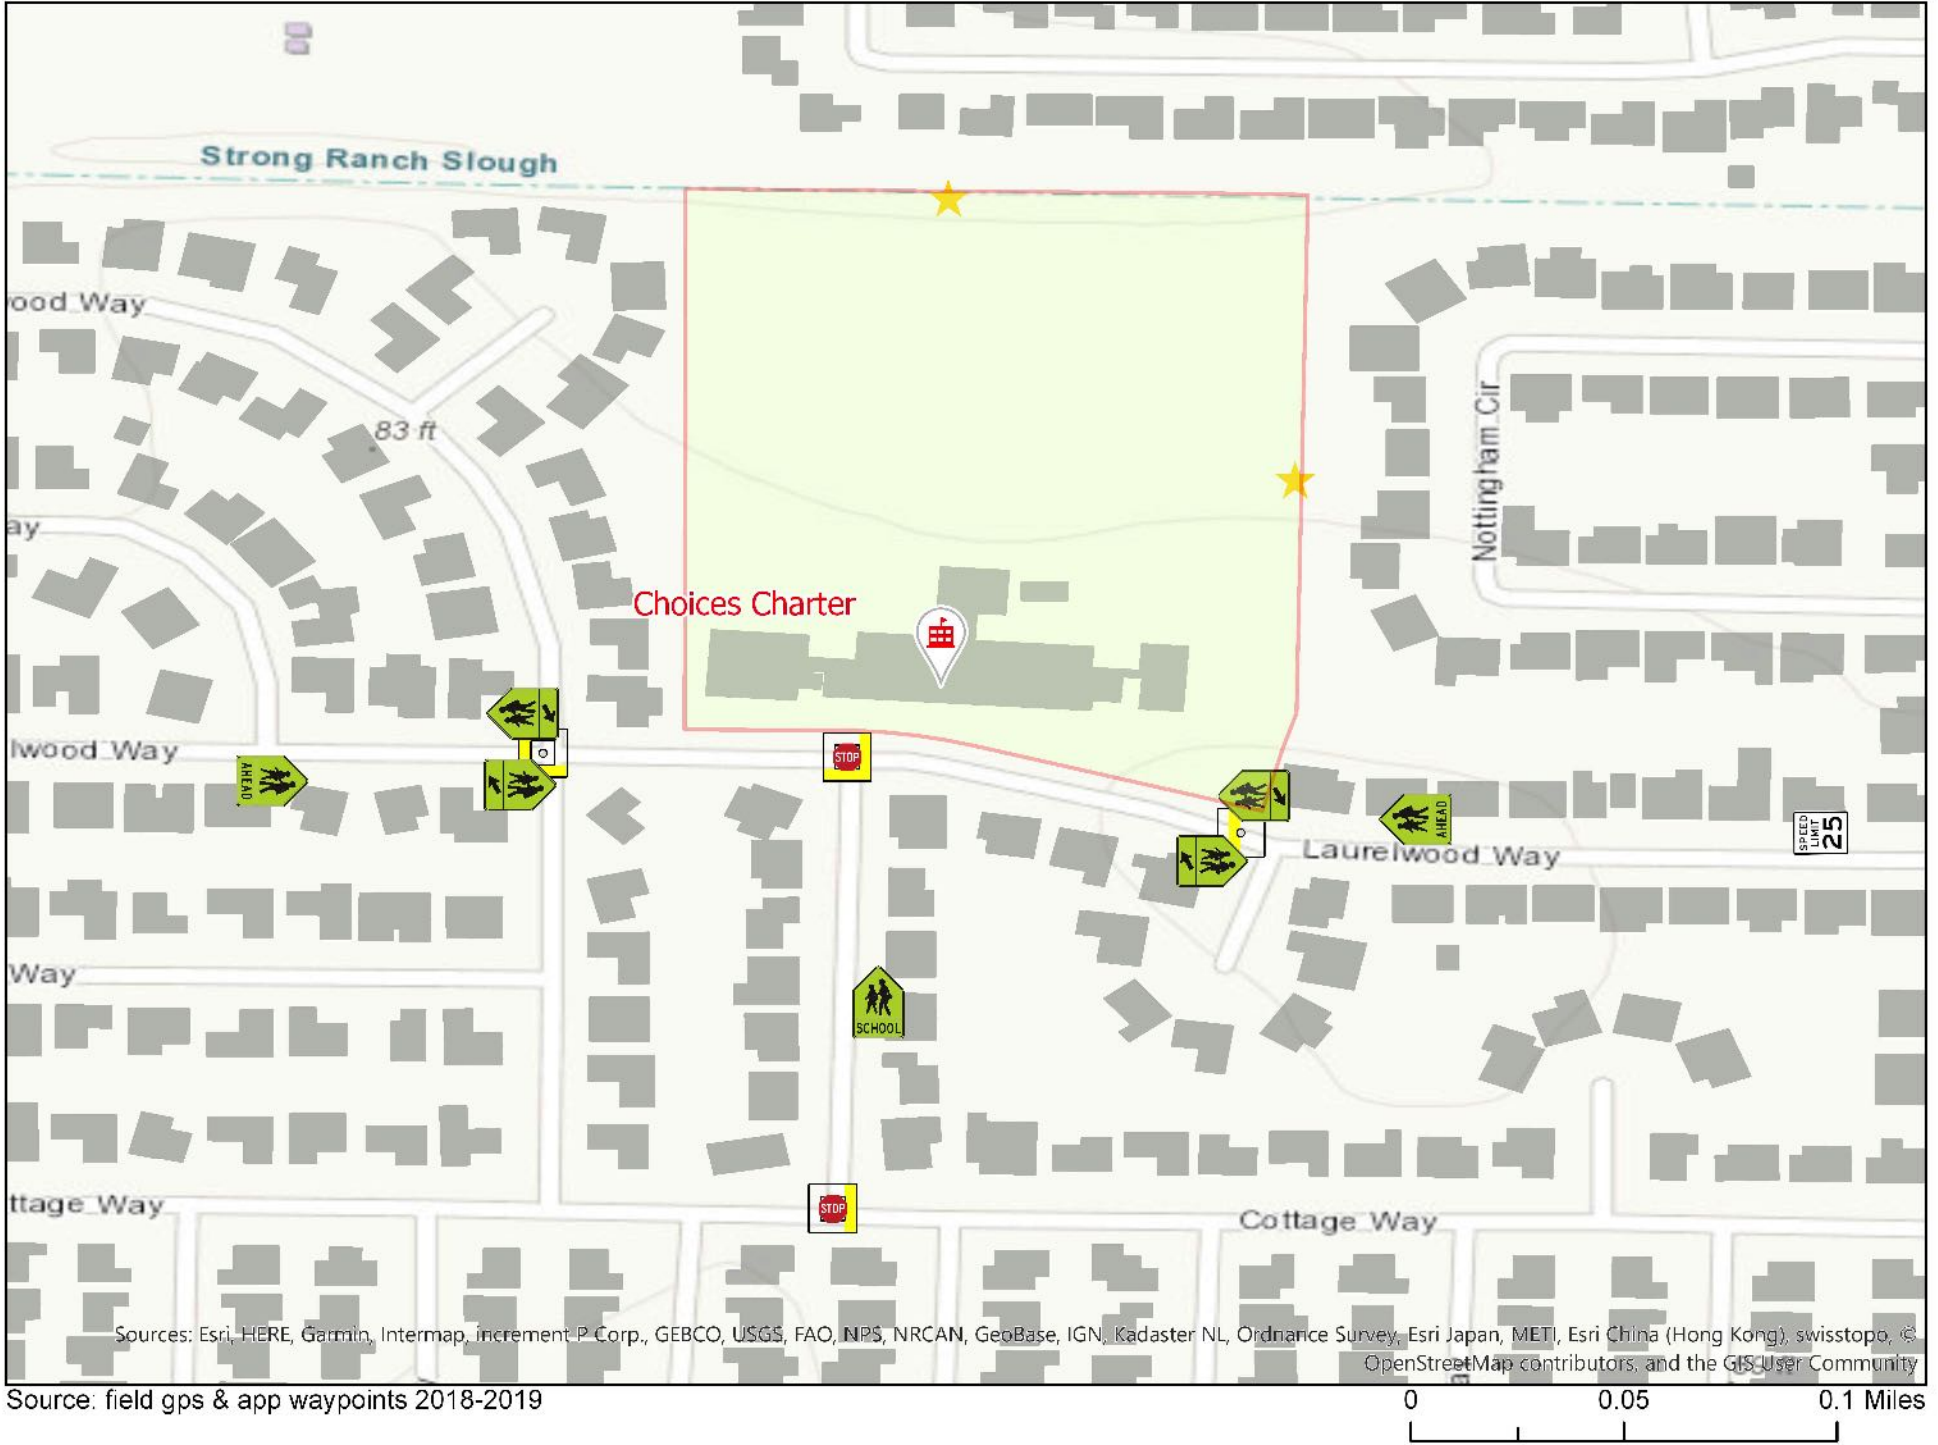 Strong Ranch Slough
ood Way
83 ft
Nottingham Cir
ay
Choices Charter
lwood Way
AHEAD
STOP
AHEAD
SPEED
LIMIT
25
Laurelwood Way
Way
SCHOOL
ttage Way
STOP
Cottage Way
Sources: Esri, HERE, Garmin, Intermap, increment P Corp., GEBCO, USGS, FAO, NPS, NRCAN, GeoBase, IGN, Kadaster NL, Ordnance Survey, Esri Japan, METI, Esri China (Hong Kong), swisstopo, ©
OpenStreetMap contributors, and the GIS User Community
Source: field gps & app waypoints 2018-2019
0 0.05 0.1 Miles